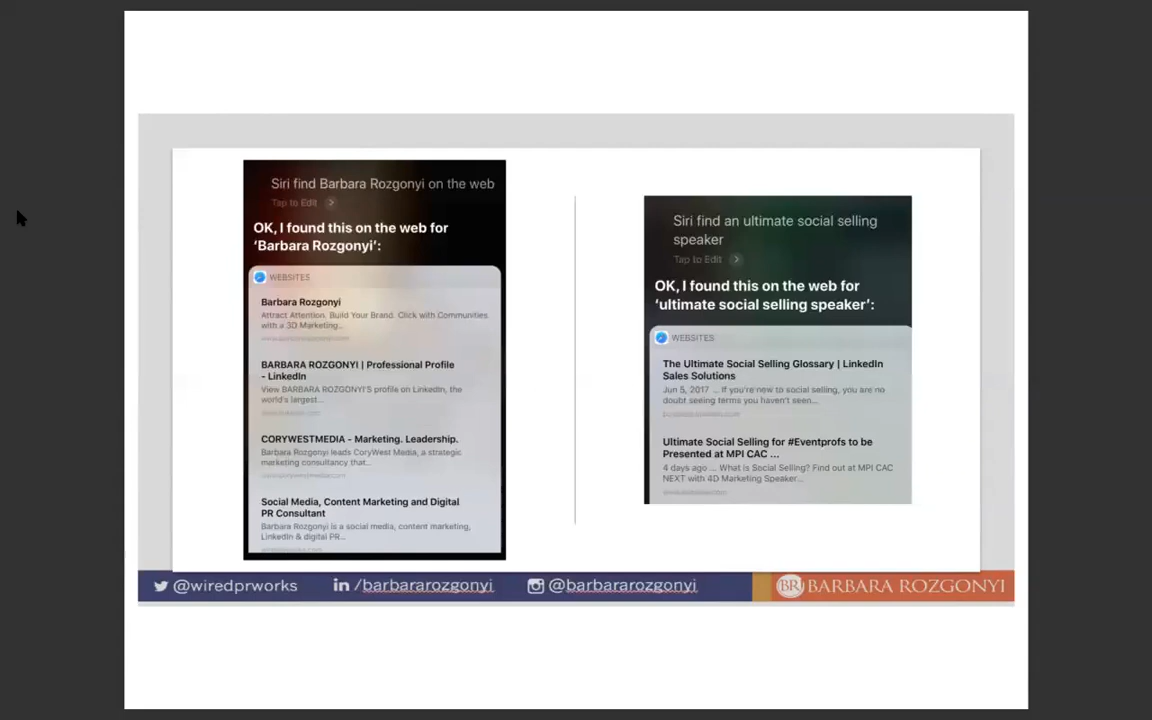 Siri find Barbara Rozgonyi on the web
Tap to Edit
OK, I found this on the web for
‘Barbara Rozgonyi’:
WEBSITES
Barbara Rozgonyi
Attract Attention. Build Your Brand. Click with Communities
with a 3D Marketing...
BARBARA ROZGONYI | Professional Profile
- LinkedIn
View BARBARA ROZGONYI'S profile on LinkedIn, the
world's largest...
CORYWESTMEDIA - Marketing. Leadership.
Barbara Rozgonyi leads CoryWest Media, a strategic
marketing consultancy that...
Social Media, Content Marketing and Digital
PR Consultant
Barbara Rozgonyi is a social media, content marketing,
LinkedIn & digital PR...
Siri find an ultimate social selling
speaker
Tap to Edit
OK, I found this on the web for
‘ultimate social selling speaker’:
WEBSITES
The Ultimate Social Selling Glossary | LinkedIn
Sales Solutions
Jun 5, 2017 ... If you're new to social selling, you are no
doubt seeing terms you haven't seen...
Ultimate Social Selling for #Eventprofs to be
Presented at MPI CAC ...
4 days ago ... What is Social Selling? Find out at MPI CAC
NEXT with 4D Marketing Speaker...
@wiredprworks in /barbararozgonyi @barbararozgonyi BR BARBARA ROZGONYI